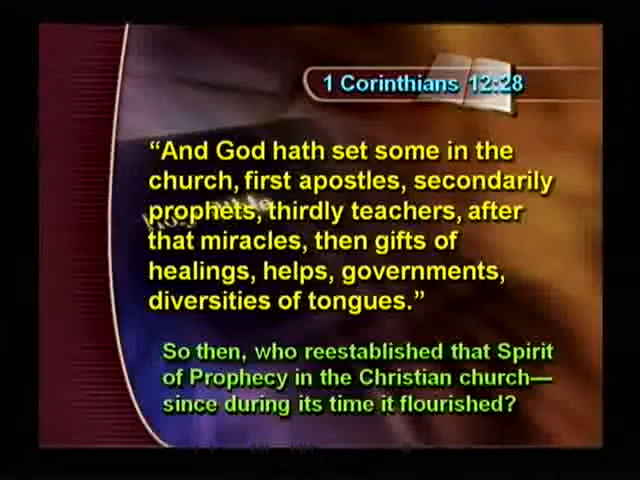 1 Corinthians 12:28
“And God hath set some in the
church, first apostles, secondarily
prophets, thirdly teachers, after
that miracles, then gifts of
healings, helps, governments,
diversities of tongues.”
So then, who reestablished that Spirit
of Prophecy in the Christian church—
since during its time it flourished?